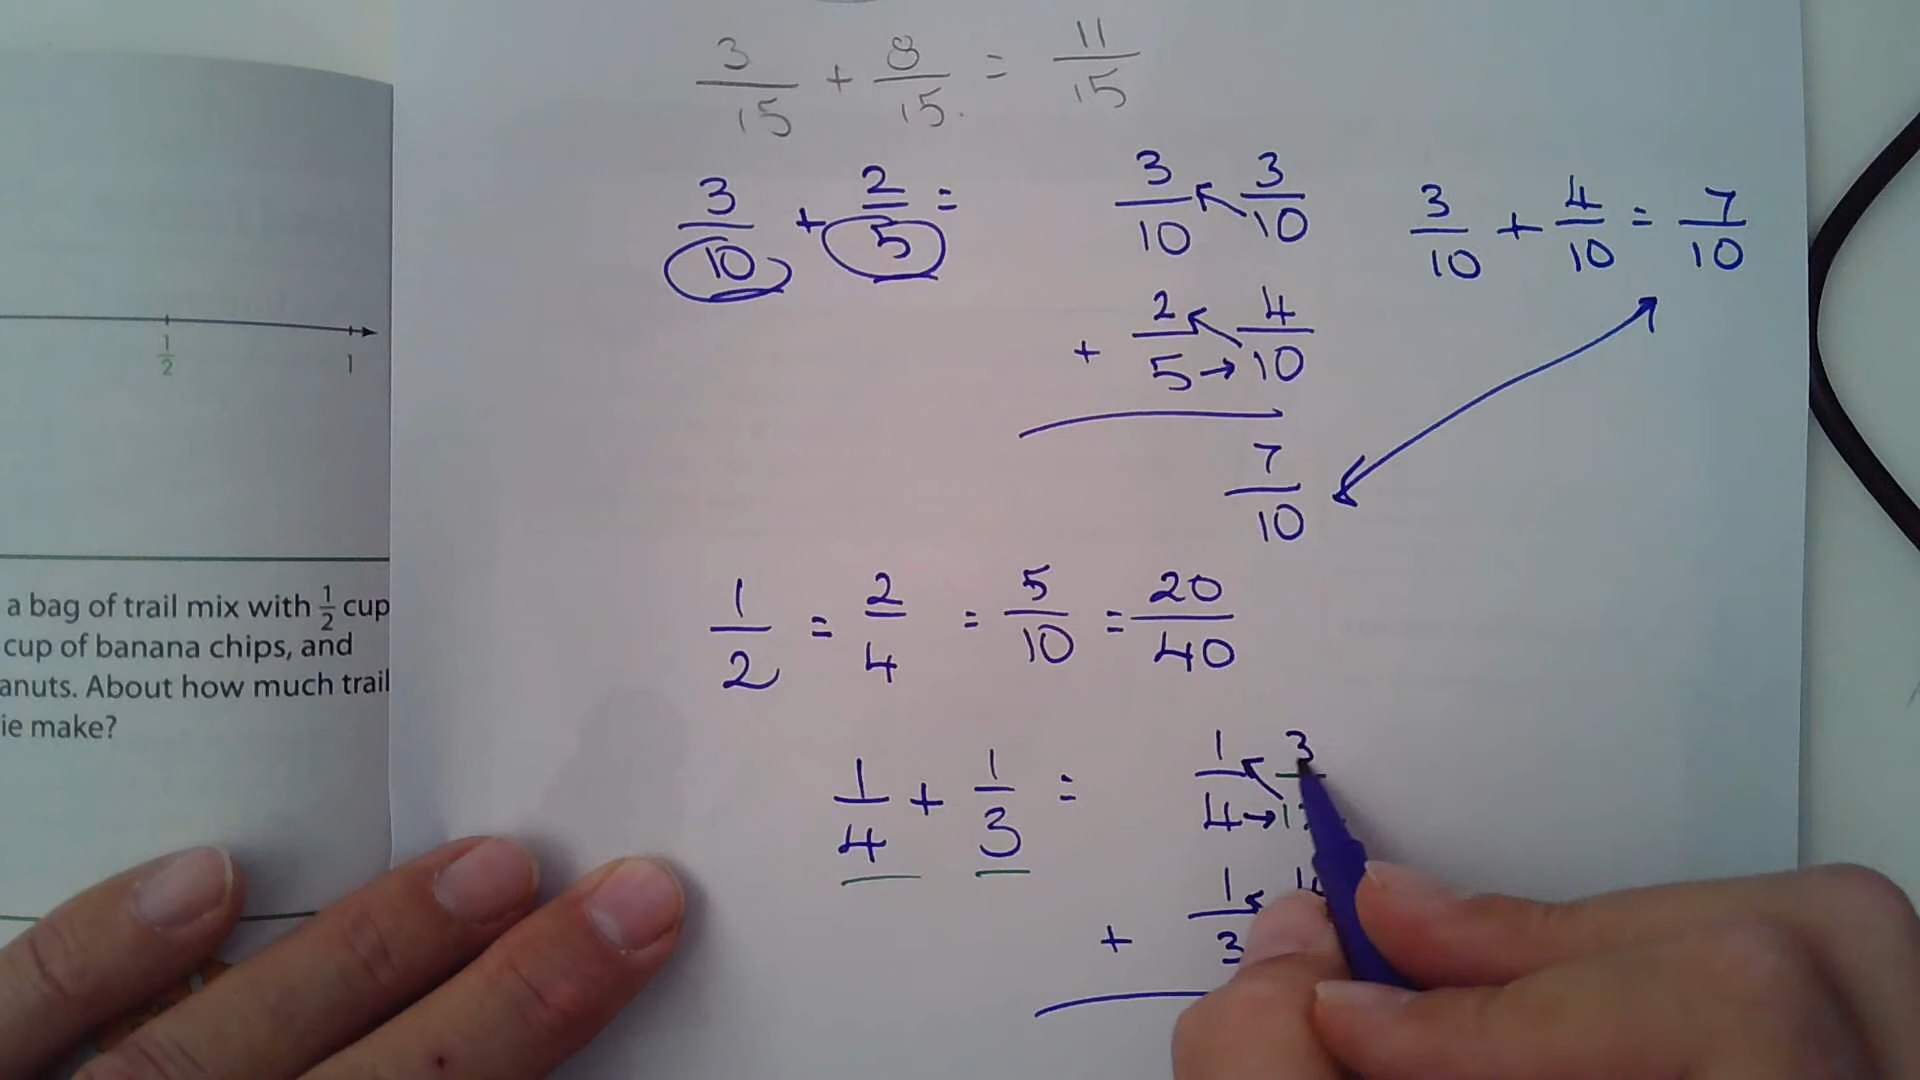 3/15 + 8/15 = 11/15
3/10 + 2/5 =
3/10 3/10
+ 2/5 → 4/10
7/10
3/10 + 4/10 = 7/10
1/2 = 2/4 = 5/10 = 20/40
1/4 + 1/3 =
1/4 → 3/
+ 1/3 4
1/2
1
a bag of trail mix with 1/2 cup
cup of banana chips, and
anuts. About how much trail
ie make?